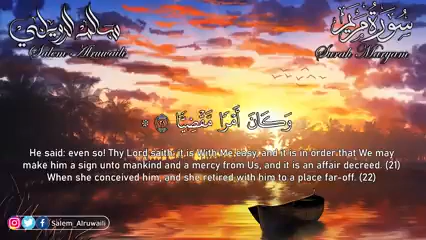 سالم الرويلي
Salem Alruwaili
سورة مريم
Surah Maryam
وَكَانَ أَمْرًا مَّقْضِيًّا ۝٢١ ۞
He said: even so! Thy Lord saith: it is With Me easy, and it is in order that We may
make him a sign unto mankind and a mercy from Us, and it is an affair decreed. (21)
When she conceived him, and she retired with him to a place far-off. (22)
Salem_Alruwaili